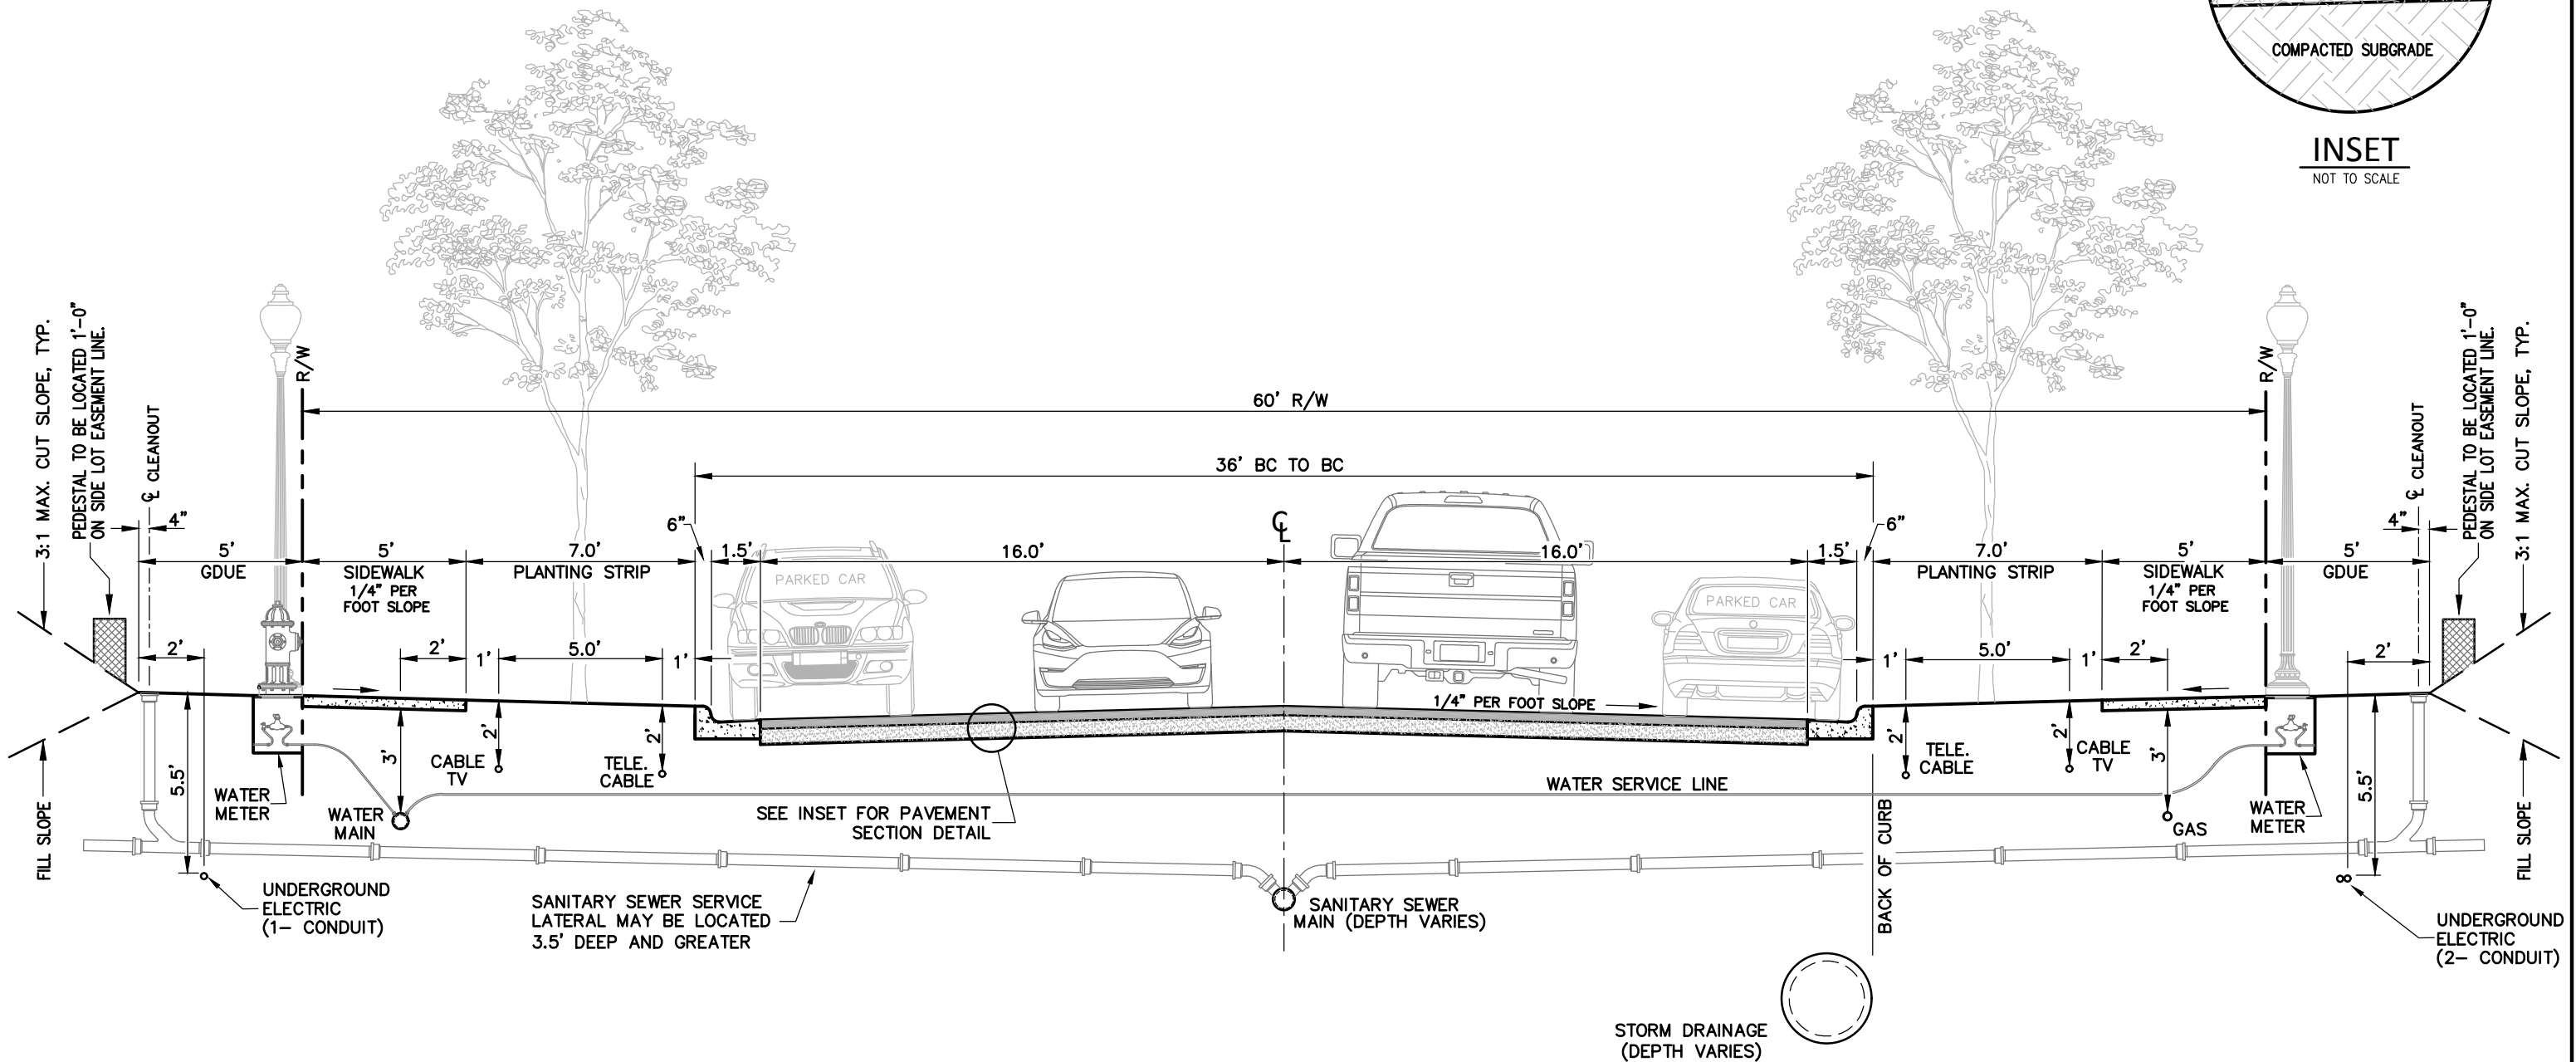 COMPACTED SUBGRADE
INSET
NOT TO SCALE
3:1 MAX. CUT SLOPE, TYP.
PEDESTAL TO BE LOCATED 1'-0"
ON SIDE LOT EASEMENT LINE.
℄ CLEANOUT
R/W
60' R/W
R/W
℄ CLEANOUT
PEDESTAL TO BE LOCATED 1'-0"
ON SIDE LOT EASEMENT LINE.
3:1 MAX. CUT SLOPE, TYP.
36' BC TO BC
4"
6"
℄
6"
4"
5'
GDUE
5'
SIDEWALK
1/4" PER
FOOT SLOPE
7.0'
PLANTING STRIP
1.5'
16.0'
16.0'
1.5'
7.0'
PLANTING STRIP
5'
SIDEWALK
1/4" PER
FOOT SLOPE
5'
GDUE
PARKED CAR
PARKED CAR
2'
2'
1'
5.0'
1'
1'
5.0'
1'
2'
2'
1/4" PER FOOT SLOPE
5.5'
3'
2'
2'
2'
2'
3'
5.5'
CABLE
TV
TELE.
CABLE
TELE.
CABLE
CABLE
TV
WATER
METER
WATER
MAIN
SEE INSET FOR PAVEMENT
SECTION DETAIL
WATER SERVICE LINE
GAS
WATER
METER
FILL SLOPE
BACK OF CURB
FILL SLOPE
UNDERGROUND
ELECTRIC
(1- CONDUIT)
SANITARY SEWER SERVICE
LATERAL MAY BE LOCATED
3.5' DEEP AND GREATER
SANITARY SEWER
MAIN (DEPTH VARIES)
UNDERGROUND
ELECTRIC
(2- CONDUIT)
STORM DRAINAGE
(DEPTH VARIES)